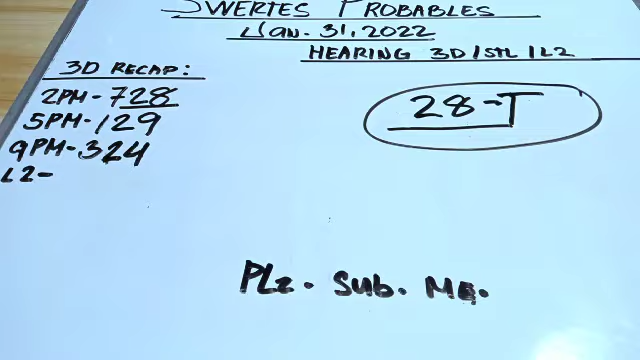 SWERTES PROBABLES
JAN. 31, 2022
HEARING 3D/STL/L2
3D RECAP:
2PM-728
5PM-129
9PM-324
L2-
28-T
PLz. Sub. ME.